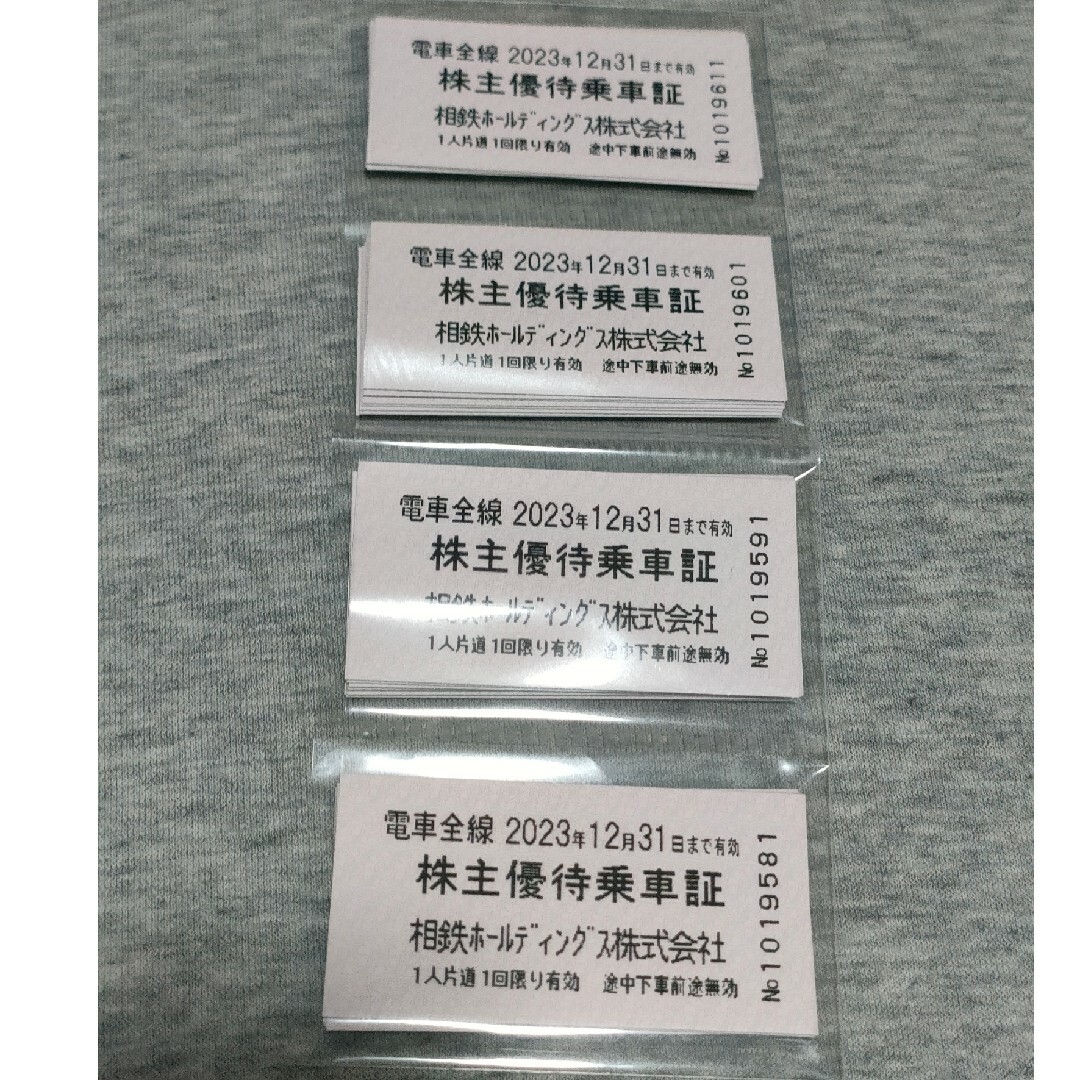 電車全線 2023年12月31日まで有効
株主優待乗車証
相鉄ホールディングス株式会社
1人片道1回限り有効 途中下車前途無効
№1019611
電車全線 2023年12月31日まで有効
株主優待乗車証
相鉄ホールディングス株式会社
1人片道1回限り有効 途中下車前途無効
№1019601
電車全線 2023年12月31日まで有効
株主優待乗車証
相鉄ホールディングス株式会社
1人片道1回限り有効 途中下車前途無効
№1019591
電車全線 2023年12月31日まで有効
株主優待乗車証
相鉄ホールディングス株式会社
1人片道1回限り有効 途中下車前途無効
№1019581